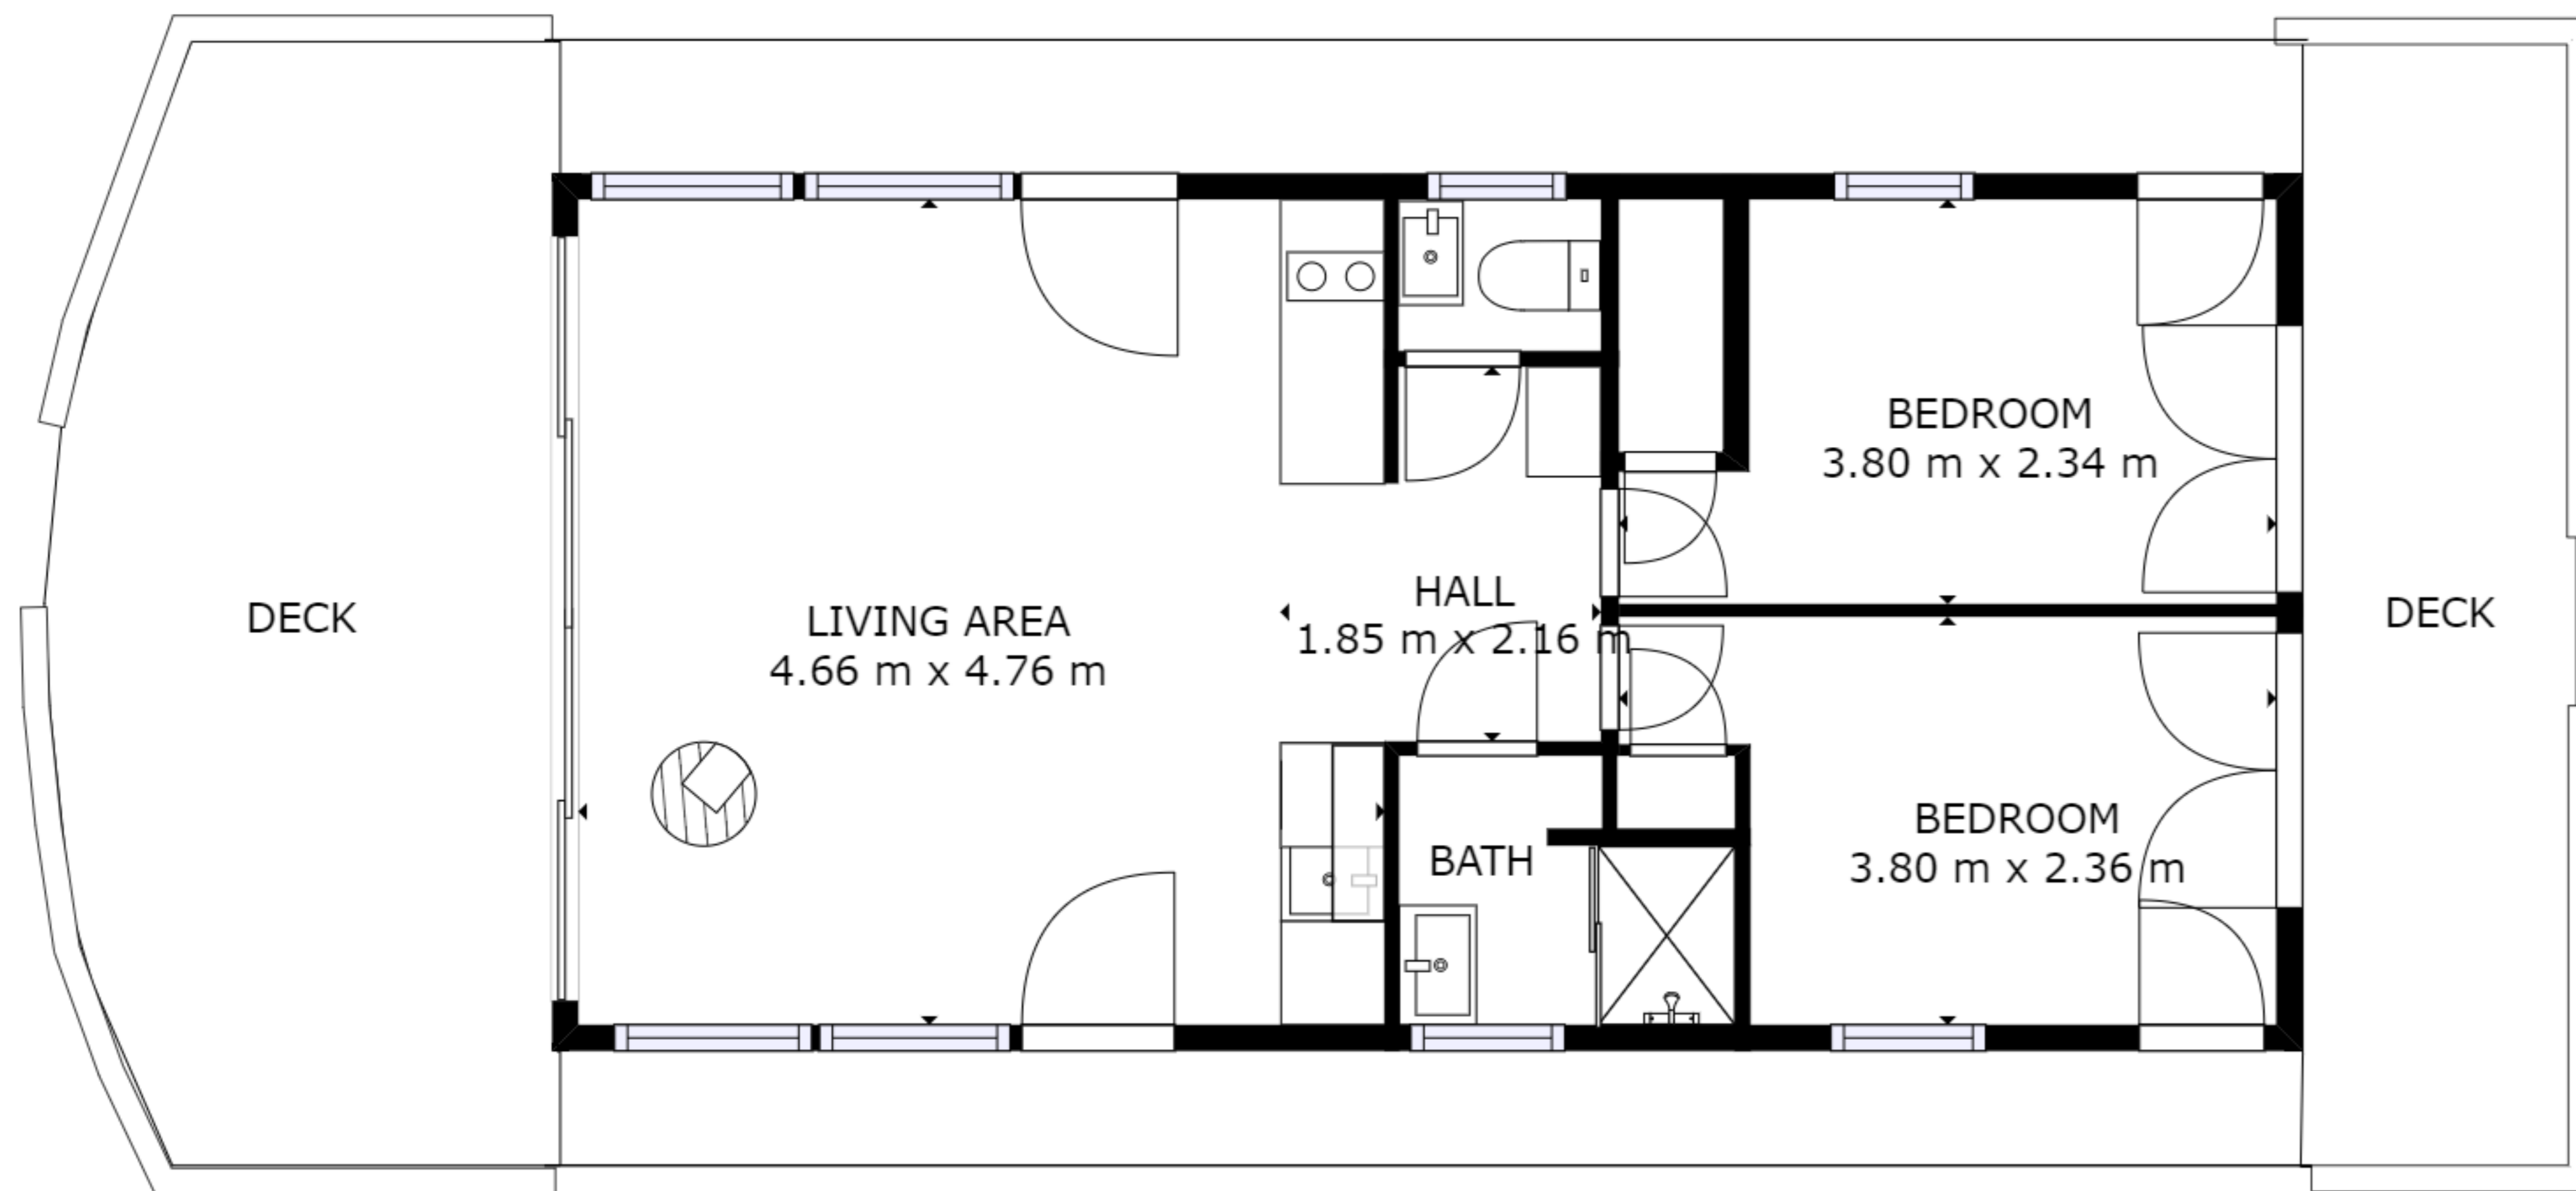 DECK
LIVING AREA
4.66 m x 4.76 m
HALL
1.85 m x 2.16 m
BATH
BEDROOM
3.80 m x 2.34 m
BEDROOM
3.80 m x 2.36 m
DECK